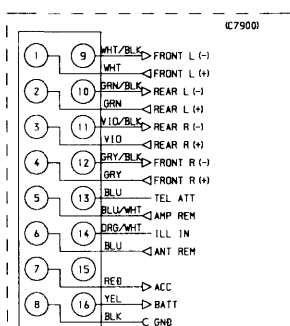 (C7900)
1 9 WHT/BLK FRONT L (-)
WHT FRONT L (+)
2 10 GRN/BLK REAR L (-)
GRN REAR L (+)
3 11 VIO/BLK REAR R (-)
VIO REAR R (+)
4 12 GRY/BLK FRONT R (-)
GRY FRONT R (+)
5 13 BLU TEL ATT
BLU/WHT AMP REM
6 14 ORG/WHT ILL IN
BLU ANT REM
7 15
RED ACC
8 16 YEL BATT
BLK GND